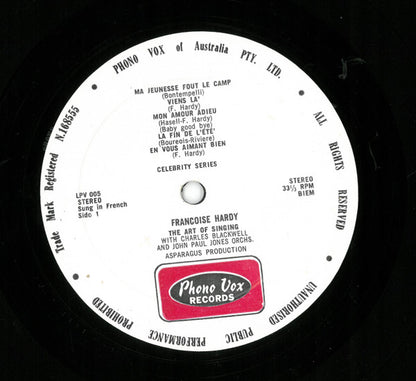 PHONO VOX of Australia PTY. LTD.
ALL RIGHTS RESERVED
UNAUTHORISED PUBLIC PERFORMANCE PROHIBITED
Trade Mark Registered N.168555
MA JEUNESSE FOUT LE CAMP
(Bontempelli)
VIENS LA'
(F. Hardy)
MON AMOUR ADIEU
(Hasell-F. Hardy)
(Baby good bye)
LA FIN DE L'ÉTÉ'
(Boureois-Riviere)
EN VOUS AIMANT BIEN
(F. Hardy)
CELEBRITY SERIES
LPV 005
STEREO
Sung in French
Side 1
STEREO
33⅓ RPM
BIEM
FRANCOISE HARDY
THE ART OF SINGING
WITH CHARLES BLACKWELL
AND JOHN PAUL JONES ORCHS.
ASPARAGUS PRODUCTION
Phono Vox
RECORDS